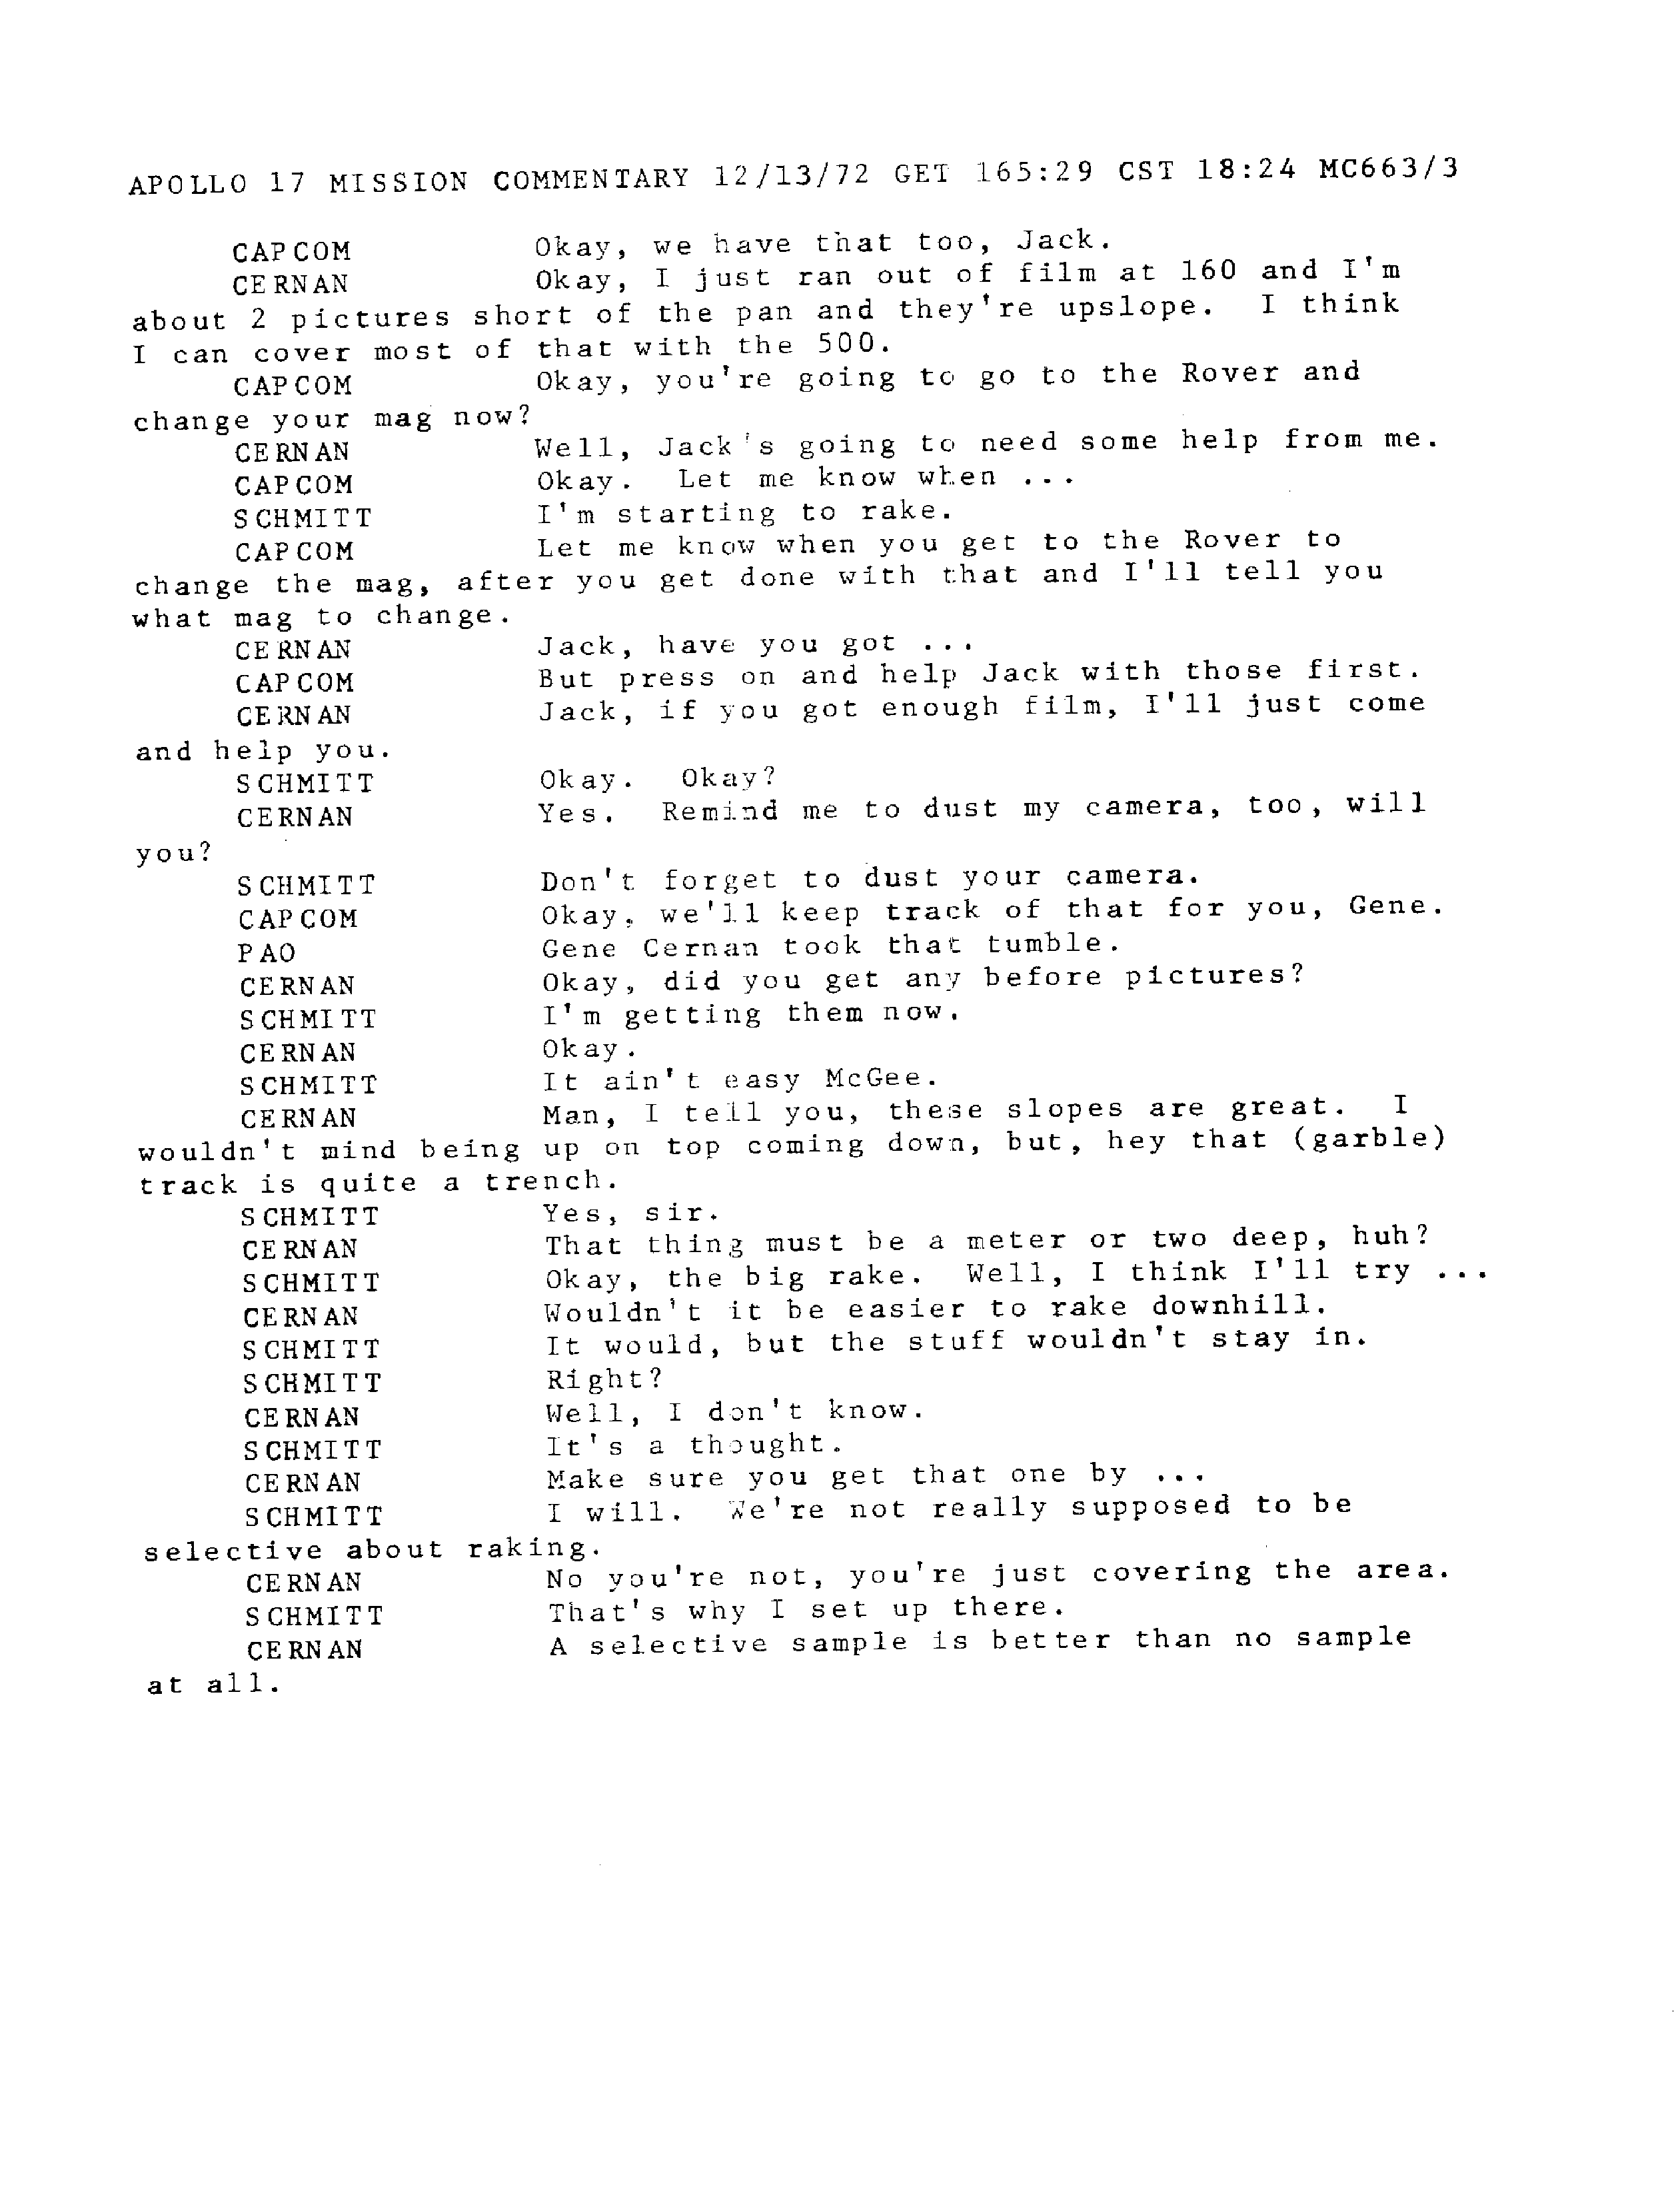 APOLLO 17 MISSION COMMENTARY 12/13/72 GET 165:29 CST 18:24 MC663/3
CAPCOM Okay, we have that too, Jack.
CERNAN Okay, I just ran out of film at 160 and I'm
about 2 pictures short of the pan and they're upslope. I think
I can cover most of that with the 500.
CAPCOM Okay, you're going to go to the Rover and
change your mag now?
CERNAN Well, Jack's going to need some help from me.
CAPCOM Okay. Let me know when ...
SCHMITT I'm starting to rake.
CAPCOM Let me know when you get to the Rover to
change the mag, after you get done with that and I'll tell you
what mag to change.
CERNAN Jack, have you got ...
CAPCOM But press on and help Jack with those first.
CERNAN Jack, if you got enough film, I'll just come
and help you.
SCHMITT Okay. Okay?
CERNAN Yes. Remind me to dust my camera, too, will
you?
SCHMITT Don't forget to dust your camera.
CAPCOM Okay, we'll keep track of that for you, Gene.
PAO Gene Cernan took that tumble.
CERNAN Okay, did you get any before pictures?
SCHMITT I'm getting them now.
CERNAN Okay.
SCHMITT It ain't easy McGee.
CERNAN Man, I tell you, these slopes are great. I
wouldn't mind being up on top coming down, but, hey that (garble)
track is quite a trench.
SCHMITT Yes, sir.
CERNAN That thing must be a meter or two deep, huh?
SCHMITT Okay, the big rake. Well, I think I'll try ...
CERNAN Wouldn't it be easier to rake downhill.
SCHMITT It would, but the stuff wouldn't stay in.
SCHMITT Right?
CERNAN Well, I don't know.
SCHMITT It's a thought.
CERNAN Make sure you get that one by ...
SCHMITT I will. We're not really supposed to be
selective about raking.
CERNAN No you're not, you're just covering the area.
SCHMITT That's why I set up there.
CERNAN A selective sample is better than no sample
at all.